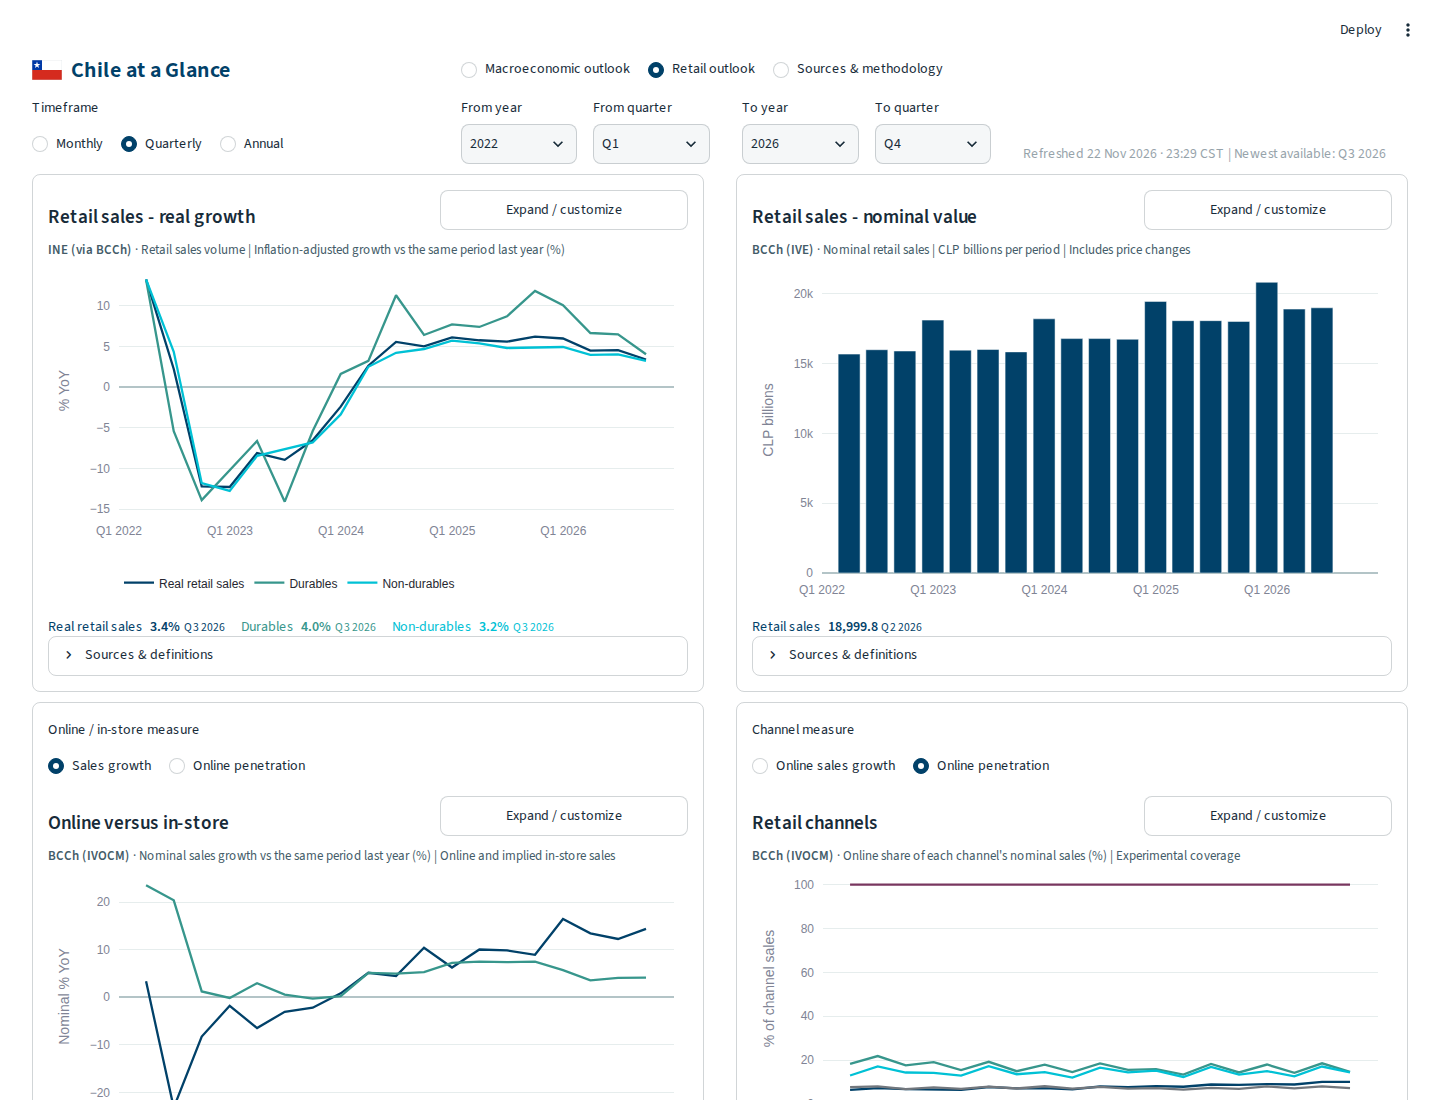 Deploy
Chile at a Glance
Macroeconomic outlook Retail outlook Sources & methodology
Timeframe
Monthly Quarterly Annual
From year From quarter To year To quarter
2022 Q1 2026 Q4
Refreshed 22 Nov 2026 · 23:29 CST | Newest available: Q3 2026
Retail sales - real growth
Expand / customize
INE (via BCCh) · Retail sales volume | Inflation-adjusted growth vs the same period last year (%)
% YoY
10
5
0
−5
−10
−15
Q1 2022 Q1 2023 Q1 2024 Q1 2025 Q1 2026
Real retail sales Durables Non-durables
Real retail sales 3.4% Q3 2026 Durables 4.0% Q3 2026 Non-durables 3.2% Q3 2026
Sources & definitions
Retail sales - nominal value
Expand / customize
BCCh (IVE) · Nominal retail sales | CLP billions per period | Includes price changes
CLP billions
20k
15k
10k
5k
0
Q1 2022 Q1 2023 Q1 2024 Q1 2025 Q1 2026
Retail sales 18,999.8 Q2 2026
Sources & definitions
Online / in-store measure
Sales growth Online penetration
Online versus in-store
Expand / customize
BCCh (IVOCM) · Nominal sales growth vs the same period last year (%) | Online and implied in-store sales
Nominal % YoY
20
10
0
−10
−20
Channel measure
Online sales growth Online penetration
Retail channels
Expand / customize
BCCh (IVOCM) · Online share of each channel's nominal sales (%) | Experimental coverage
% of channel sales
100
80
60
40
20